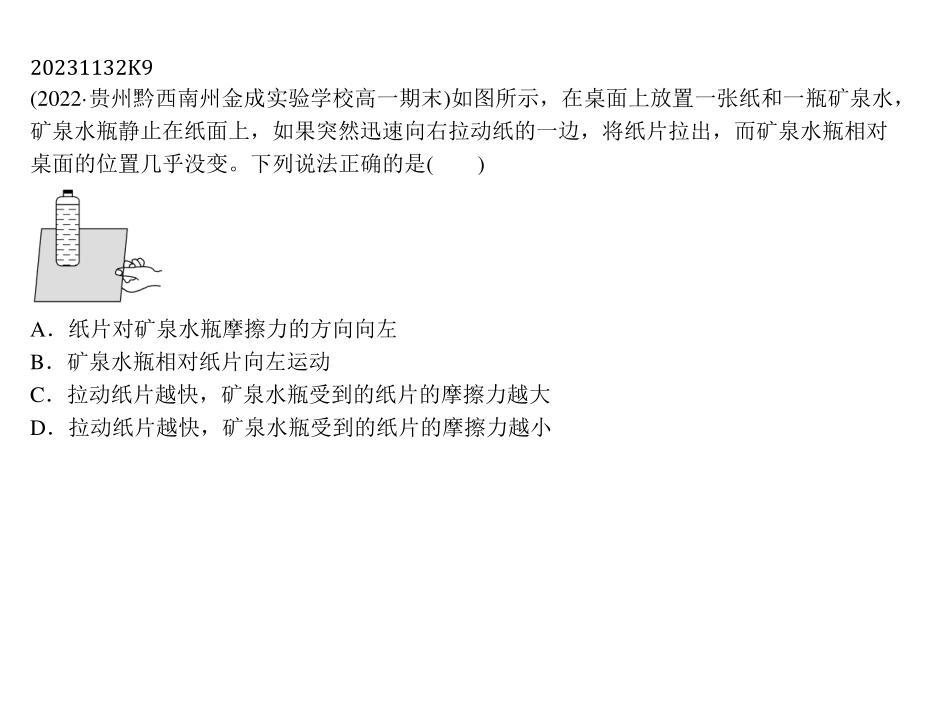 20231132K9
(2022·贵州黔西南州金成实验学校高一期末)如图所示，在桌面上放置一张纸和一瓶矿泉水，
矿泉水瓶静止在纸面上，如果突然迅速向右拉动纸的一边，将纸片拉出，而矿泉水瓶相对
桌面的位置几乎没变。下列说法正确的是(　　)
A．纸片对矿泉水瓶摩擦力的方向向左
B．矿泉水瓶相对纸片向左运动
C．拉动纸片越快，矿泉水瓶受到的纸片的摩擦力越大
D．拉动纸片越快，矿泉水瓶受到的纸片的摩擦力越小